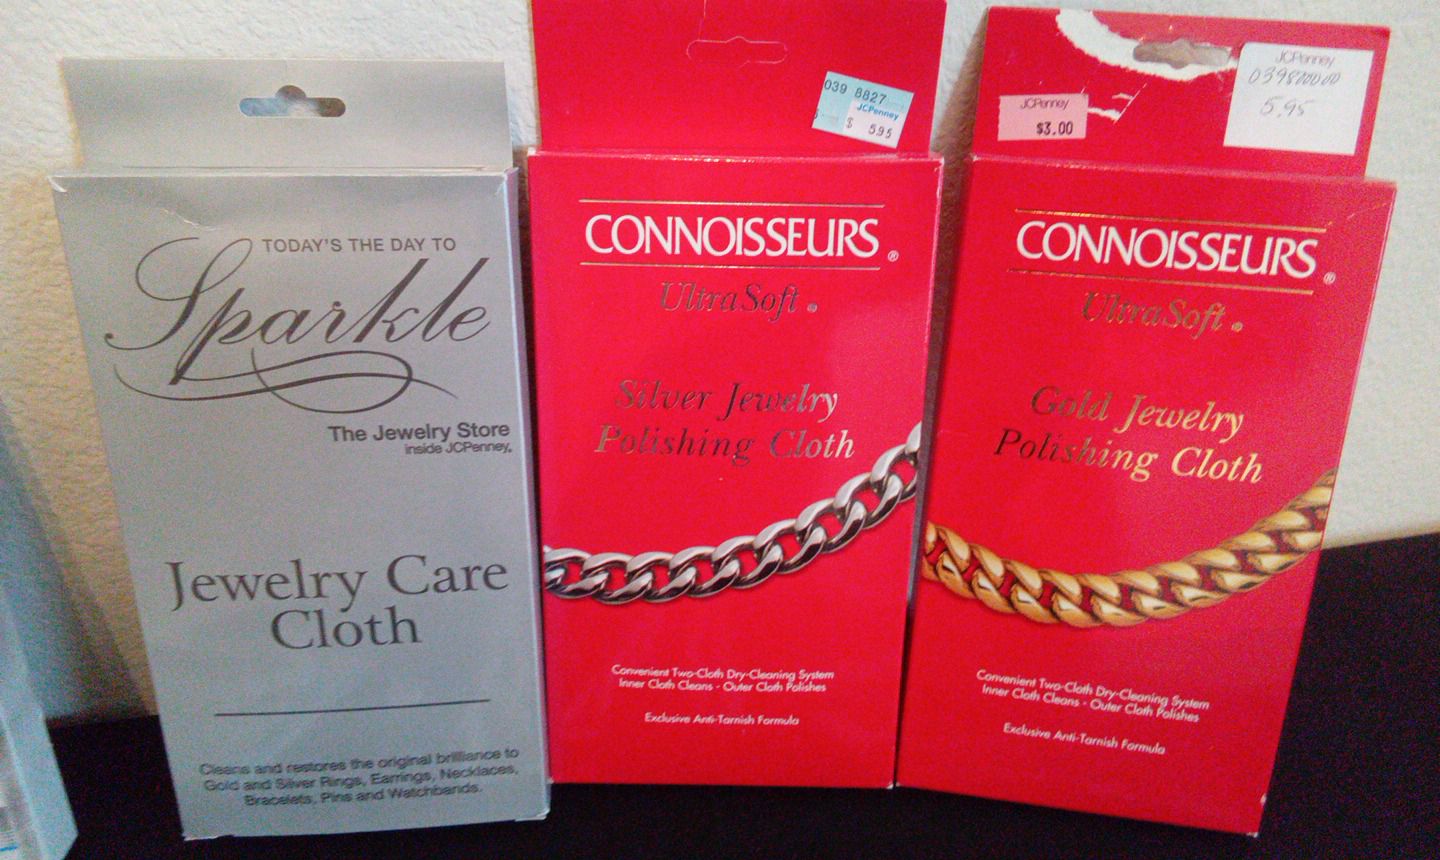 TODAY'S THE DAY TO
Sparkle
The Jewelry Store
inside JCPenney.
Jewelry Care
Cloth
Cleans and restores the original brilliance to
Gold and Silver Rings, Earrings, Necklaces,
Bracelets, Pins and Watchbands.
039 8827
JCPenney
$ 5.95
CONNOISSEURS®
UltraSoft®
Silver Jewelry
Polishing Cloth
Convenient Two-Cloth Dry-Cleaning System
Inner Cloth Cleans - Outer Cloth Polishes
Exclusive Anti-Tarnish Formula
JCPenney
$3.00
JCPenney
5.95
CONNOISSEURS®
UltraSoft®
Gold Jewelry
Polishing Cloth
Convenient Two-Cloth Dry-Cleaning System
Inner Cloth Cleans - Outer Cloth Polishes
Exclusive Anti-Tarnish Formula